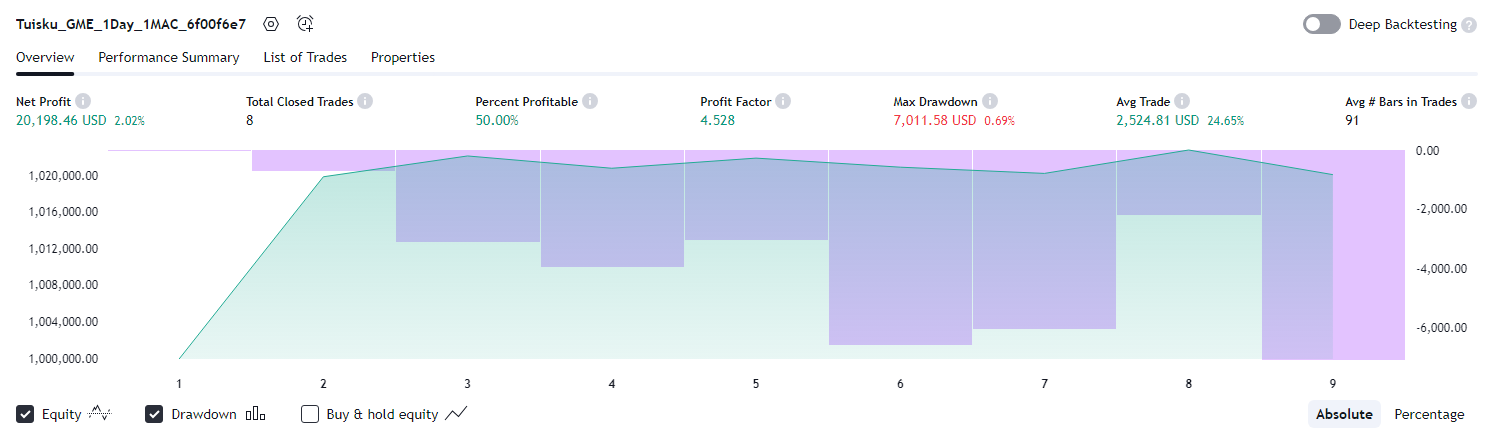 Tuisku_GME_1Day_1MAC_6f00f6e7 Deep Backtesting
Overview Performance Summary List of Trades Properties
Net Profit Total Closed Trades Percent Profitable Profit Factor Max Drawdown Avg Trade Avg # Bars in Trades
20,198.46 USD 2.02% 8 50.00% 4.528 7,011.58 USD 0.69% 2,524.81 USD 24.65% 91
0.00
1,020,000.00
1,016,000.00 -2,000.00
1,012,000.00
1,008,000.00 -4,000.00
1,004,000.00 -6,000.00
1,000,000.00
1 2 3 4 5 6 7 8 9
Equity Drawdown Buy & hold equity Absolute Percentage